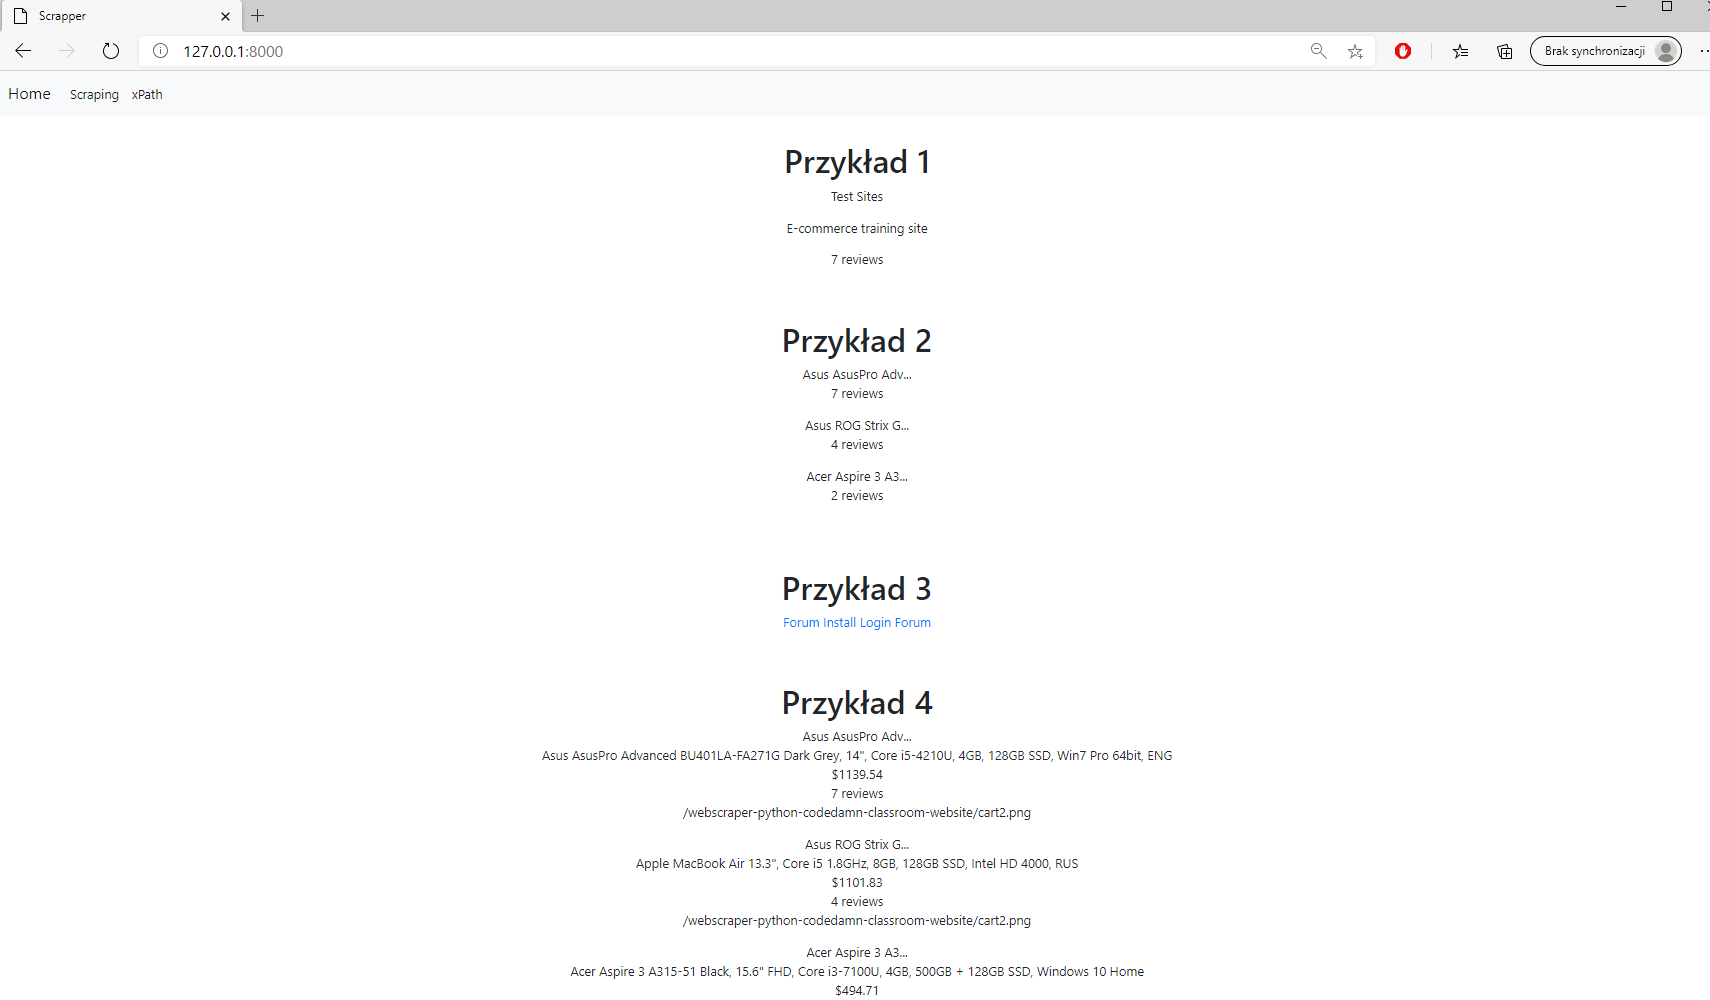 Scrapper
127.0.0.1:8000
Brak synchronizacji
Home Scraping xPath
Przykład 1
Test Sites
E-commerce training site
7 reviews
Przykład 2
Asus AsusPro Adv...
7 reviews
Asus ROG Strix G...
4 reviews
Acer Aspire 3 A3...
2 reviews
Przykład 3
Forum Install Login Forum
Przykład 4
Asus AsusPro Adv...
Asus AsusPro Advanced BU401LA-FA271G Dark Grey, 14", Core i5-4210U, 4GB, 128GB SSD, Win7 Pro 64bit, ENG
$1139.54
7 reviews
/webscraper-python-codedamn-classroom-website/cart2.png
Asus ROG Strix G...
Apple MacBook Air 13.3", Core i5 1.8GHz, 8GB, 128GB SSD, Intel HD 4000, RUS
$1101.83
4 reviews
/webscraper-python-codedamn-classroom-website/cart2.png
Acer Aspire 3 A3...
Acer Aspire 3 A315-51 Black, 15.6" FHD, Core i3-7100U, 4GB, 500GB + 128GB SSD, Windows 10 Home
$494.71